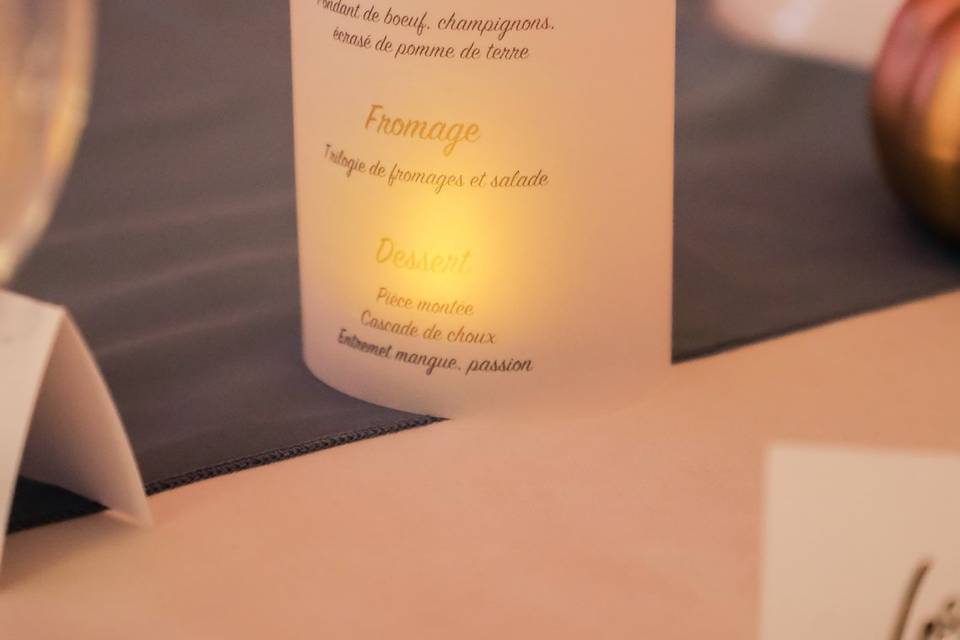 Fondant de boeuf, champignons,
écrasé de pomme de terre
Fromage
Trilogie de fromages et salade
Dessert
Pièce montée
Cascade de choux
Entremet mangue, passion